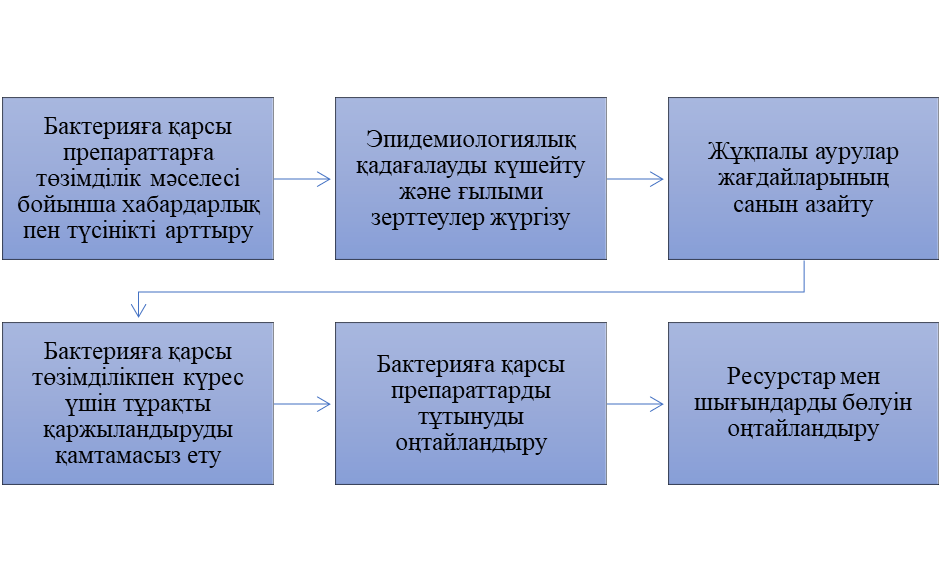 Бактерияға қарсы
препараттарға
төзімділік мәселесі
бойынша хабардарлық
пен түсінікті арттыру
Эпидемиологиялық
қадағалауды күшейту
және ғылыми
зерттеулер жүргізу
Жұқпалы аурулар
жағдайларының
санын азайту
Бактерияға қарсы
төзімділікпен күрес
үшін тұрақты
қаржыландыруды
қамтамасыз ету
Бактерияға қарсы
препараттарды
тұтынуды
оңтайландыру
Ресурстар мен
шығындарды бөлуін
оңтайландыру